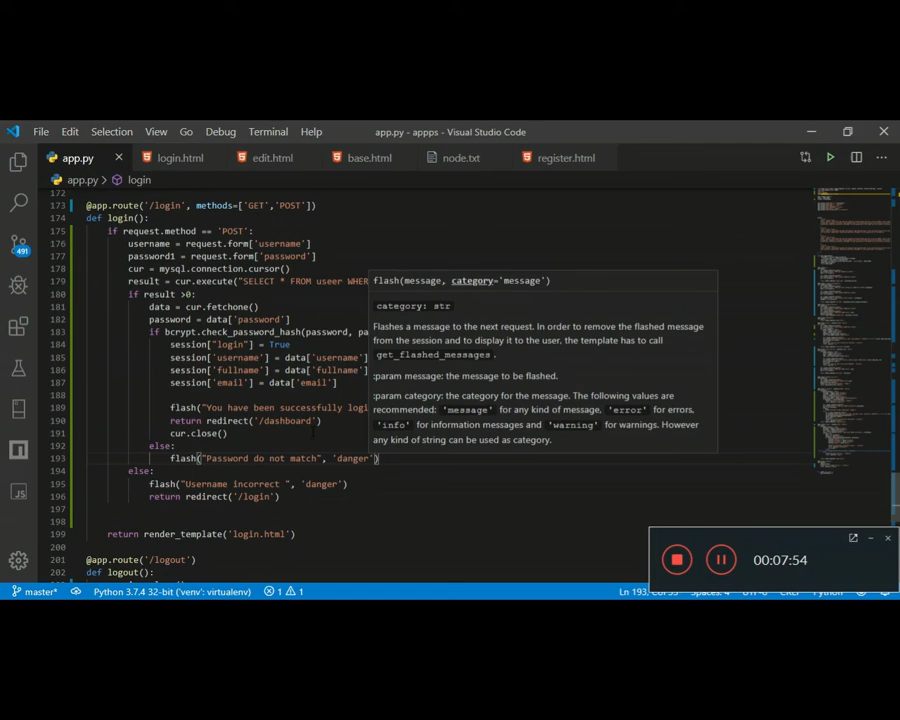 File Edit Selection View Go Debug Terminal Help app.py - appps - Visual Studio Code
app.py login.html edit.html base.html node.txt register.html
app.py login
172
173 @app.route('/login', methods=['GET','POST'])
174 def login():
175 if request.method == 'POST':
176 username = request.form['username']
177 password1 = request.form['password']
178 cur = mysql.connection.cursor()
179 result = cur.execute("SELECT * FROM useer WHER
180 if result >0:
181 data = cur.fetchone()
182 password = data['password']
183 if bcrypt.check_password_hash(password, pa
184 session["login"] = True
185 session['username'] = data['username']
186 session['fullname'] = data['fullname']
187 session['email'] = data['email']
188
189 flash("You have been successfully logi
190 return redirect('/dashboard')
191 cur.close()
192 else:
193 flash("Password do not match", 'danger')
194 else:
195 flash("Username incorrect ", 'danger')
196 return redirect('/login')
197
198
199 return render_template('login.html')
200
201 @app.route('/logout')
202 def logout():
flash(message, category='message')
category: str
Flashes a message to the next request. In order to remove the flashed message
from the session and to display it to the user, the template has to call
get_flashed_messages.
:param message: the message to be flashed.
:param category: the category for the message. The following values are
recommended: 'message' for any kind of message, 'error' for errors,
'info' for information messages and 'warning' for warnings. However
any kind of string can be used as category.
491
00:07:54
master* Python 3.7.4 32-bit ('venv': virtualenv) 1 1